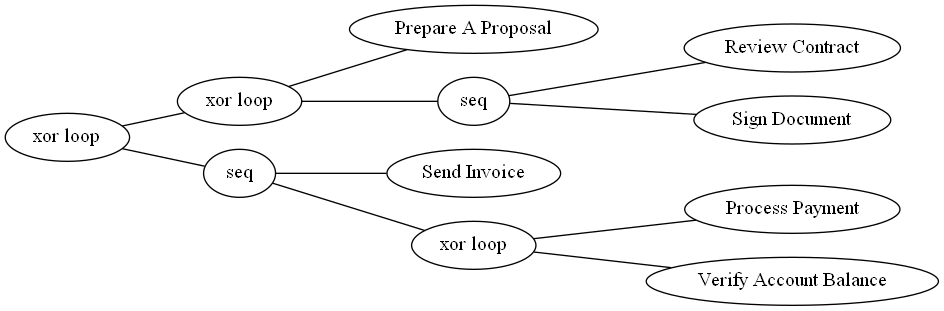 Prepare A Proposal
Review Contract
xor loop
seq
Sign Document
xor loop
seq
Send Invoice
Process Payment
xor loop
Verify Account Balance